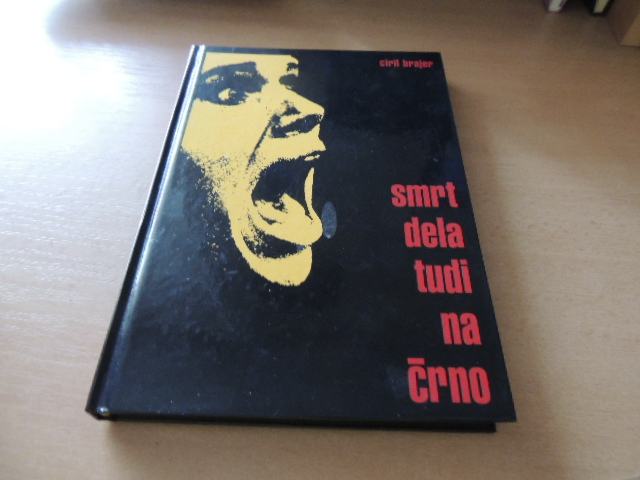 ciril brajer
smrt
dela
tudi
na
črno